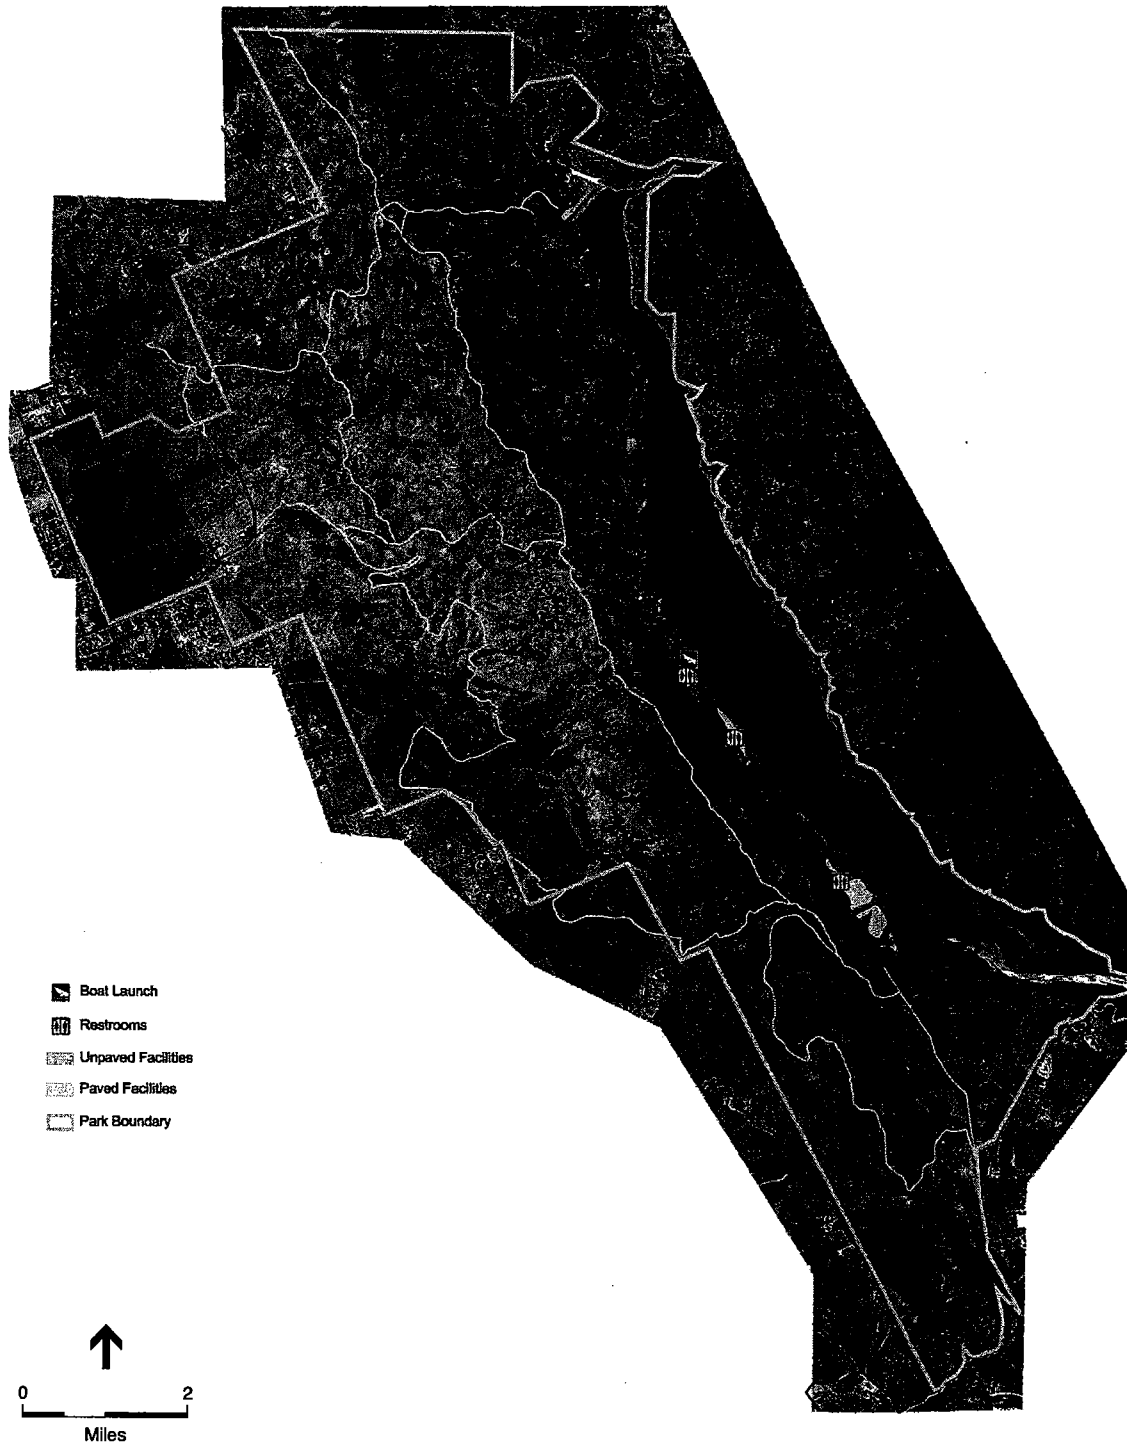 Boat Launch
Restrooms
Unpaved Facilities
Paved Facilities
Park Boundary
0 2
Miles